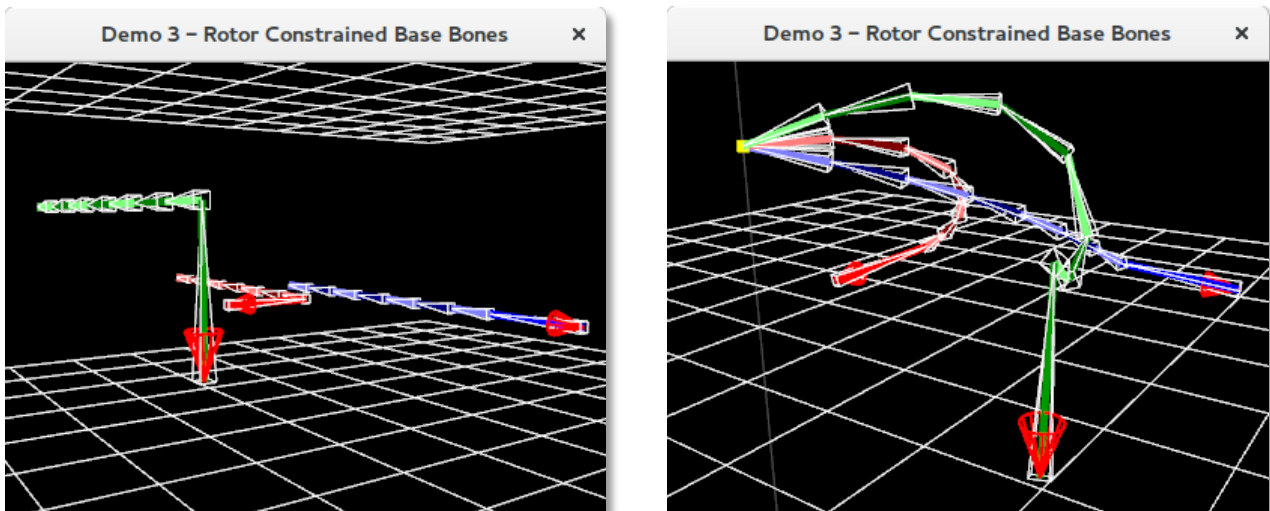 Demo 3 – Rotor Constrained Base Bones ×
Demo 3 – Rotor Constrained Base Bones ×